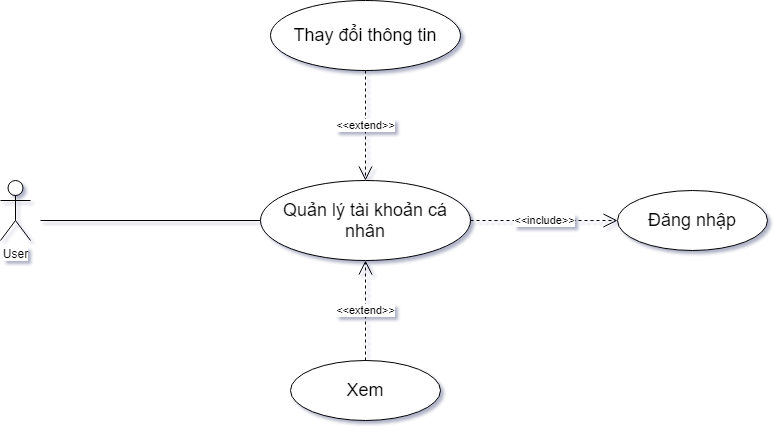 Thay đổi thông tin
<<extend>>
Quản lý tài khoản cá
nhân
<<include>>
Đăng nhập
User
<<extend>>
Xem